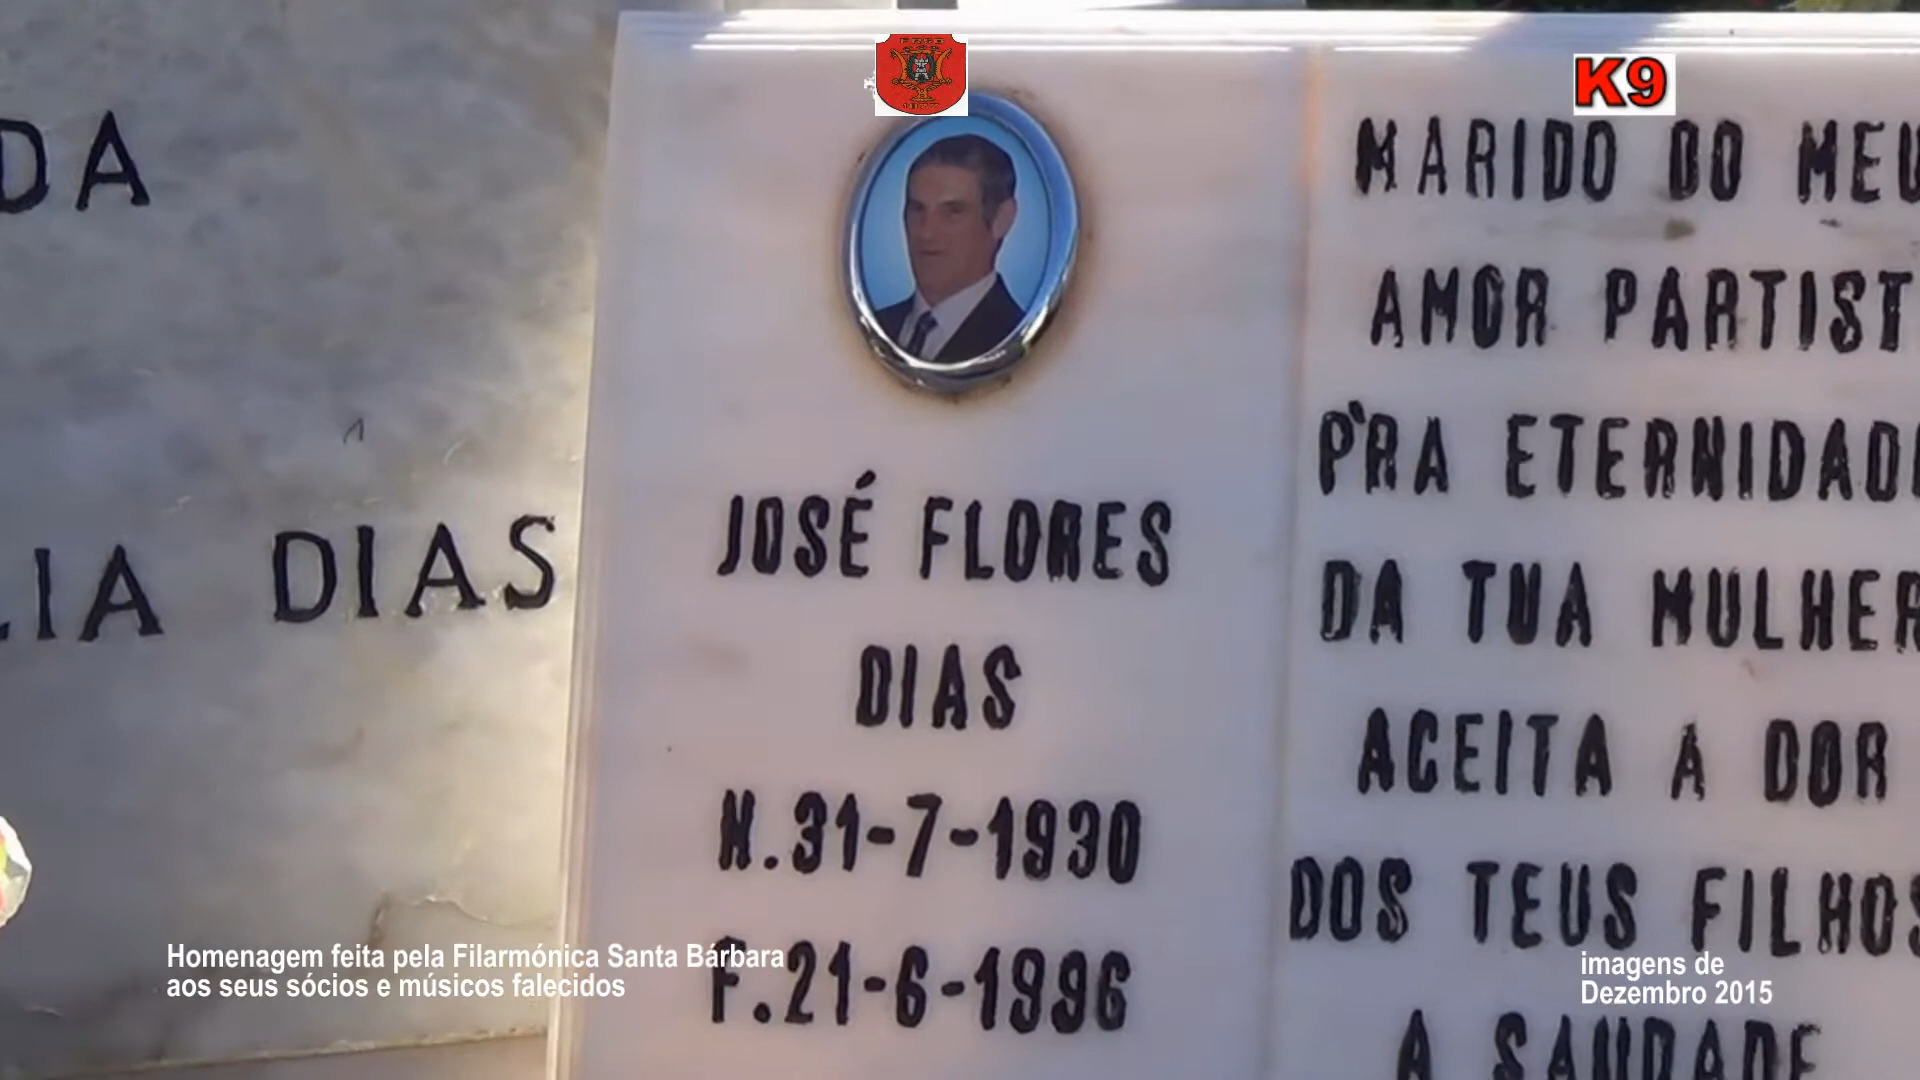 DA
LIA DIAS
JOSÉ FLORES
DIAS
N.31-7-1930
F.21-6-1996
K9
MARIDO DO MEU
AMOR PARTIST
P'RA ETERNIDADE
DA TUA MULHER
ACEITA A DOR
DOS TEUS FILHOS
A SAUDADE
Homenagem feita pela Filarmónica Santa Bárbara
aos seus sócios e músicos falecidos
imagens de
Dezembro 2015